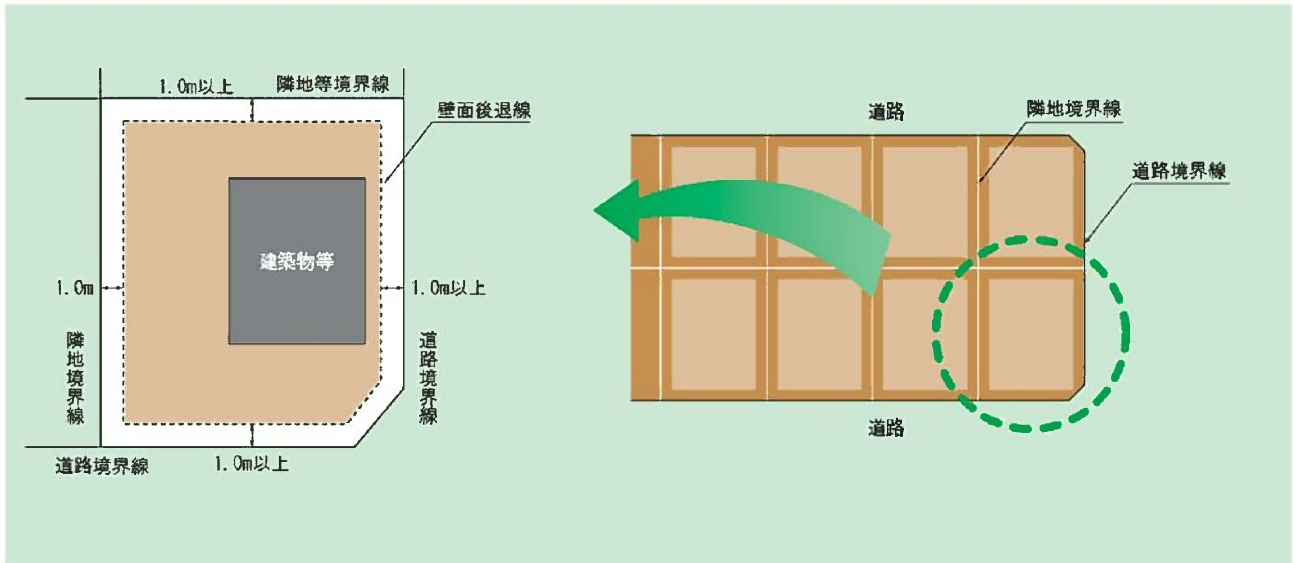 1.0m以上
隣地等境界線
壁面後退線
建築物等
1.0m
1.0m以上
隣地境界線
道路境界線
道路境界線
1.0m以上
道路
隣地境界線
道路境界線
道路